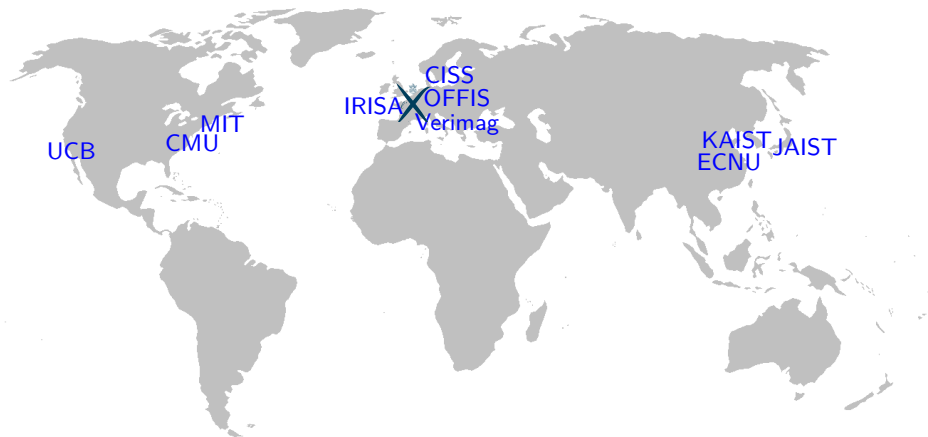 CISS
IRISA
OFFIS
Verimag
MIT
CMU
UCB
KAIST
JAIST
ECNU